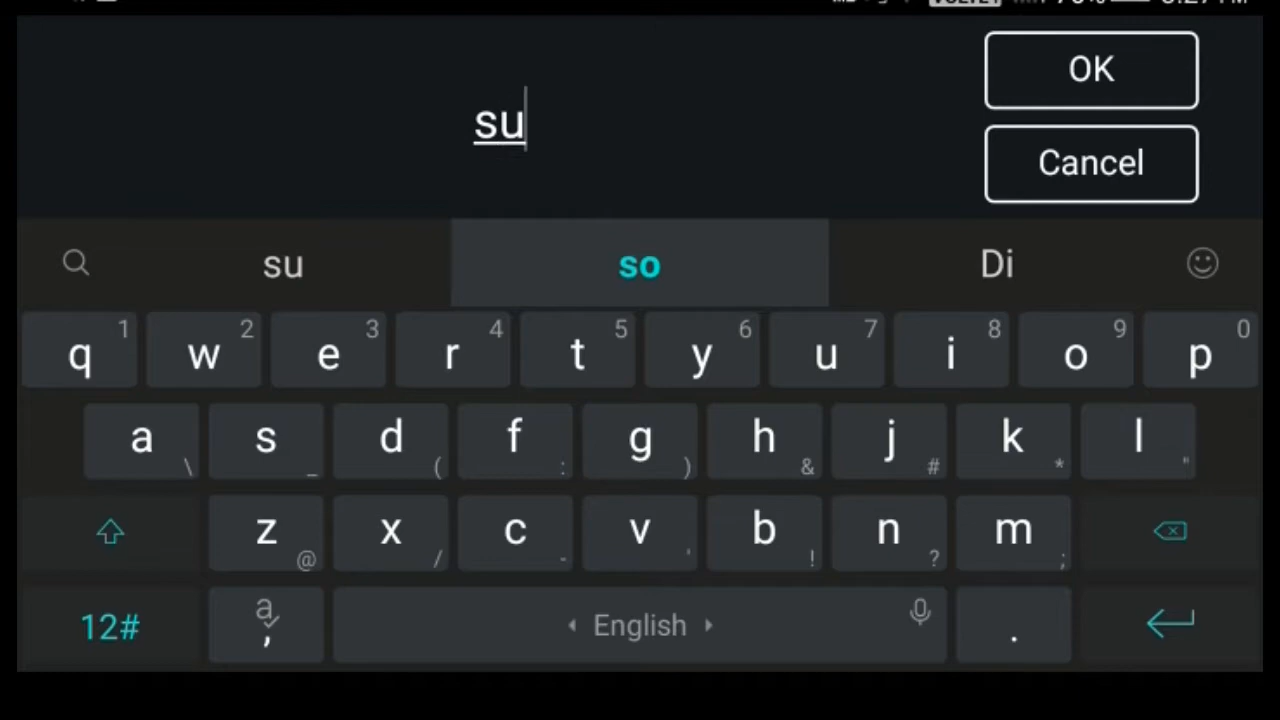 su
OK
Cancel
su so Di
q 1 w 2 e 3 r 4 t 5 y 6 u 7 i 8 o 9 p 0
a \ s _ d ( f : g ) h & j # k * l "
z @ x / c - v ' b ! n ? m ;
12# a , English .